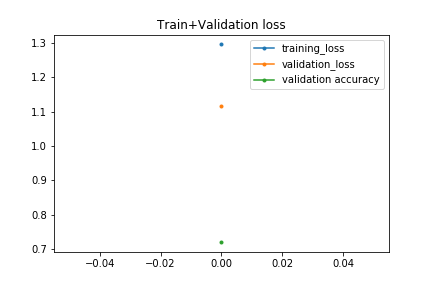 Train+Validation loss
training_loss
validation_loss
validation accuracy
1.3
1.2
1.1
1.0
0.9
0.8
0.7
−0.04 −0.02 0.00 0.02 0.04